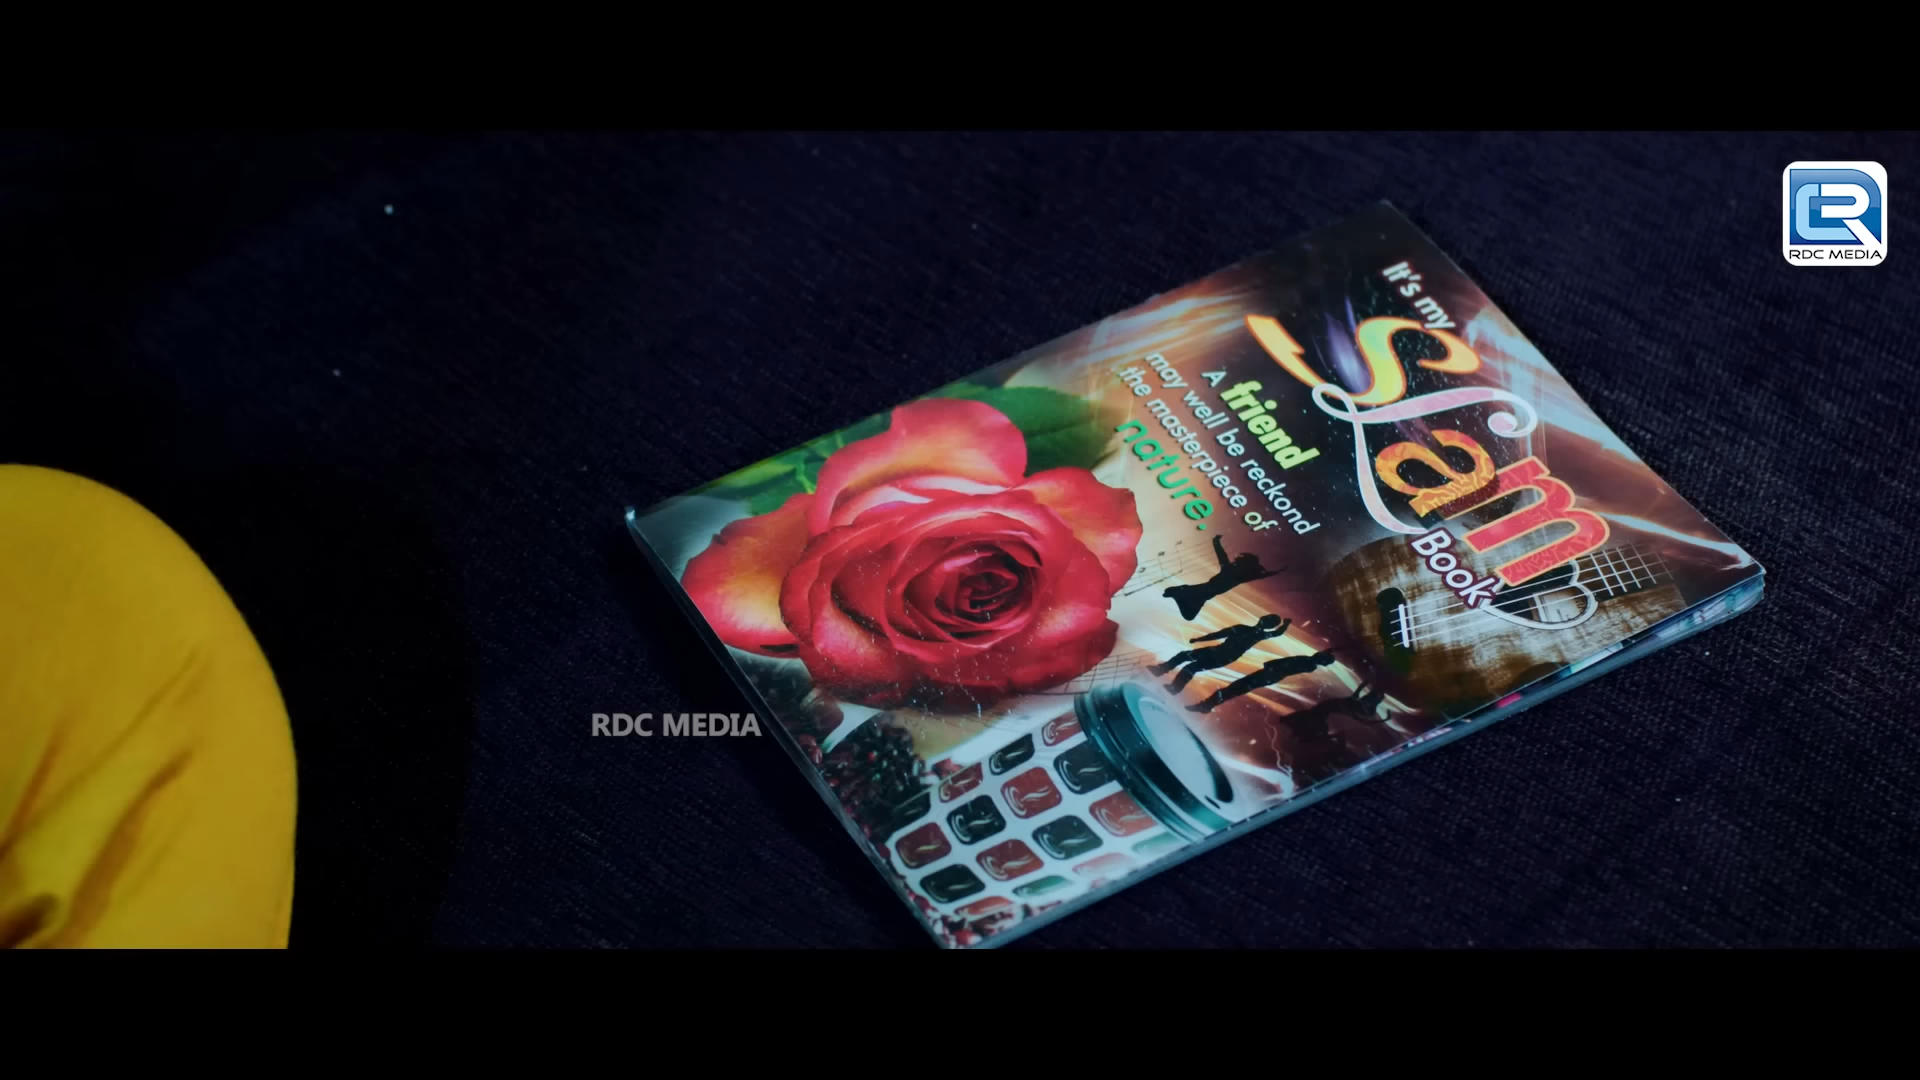 It's my
Slam
Book
A friend
may well be reckond
the masterpiece of
nature.
RDC MEDIA
RDC MEDIA